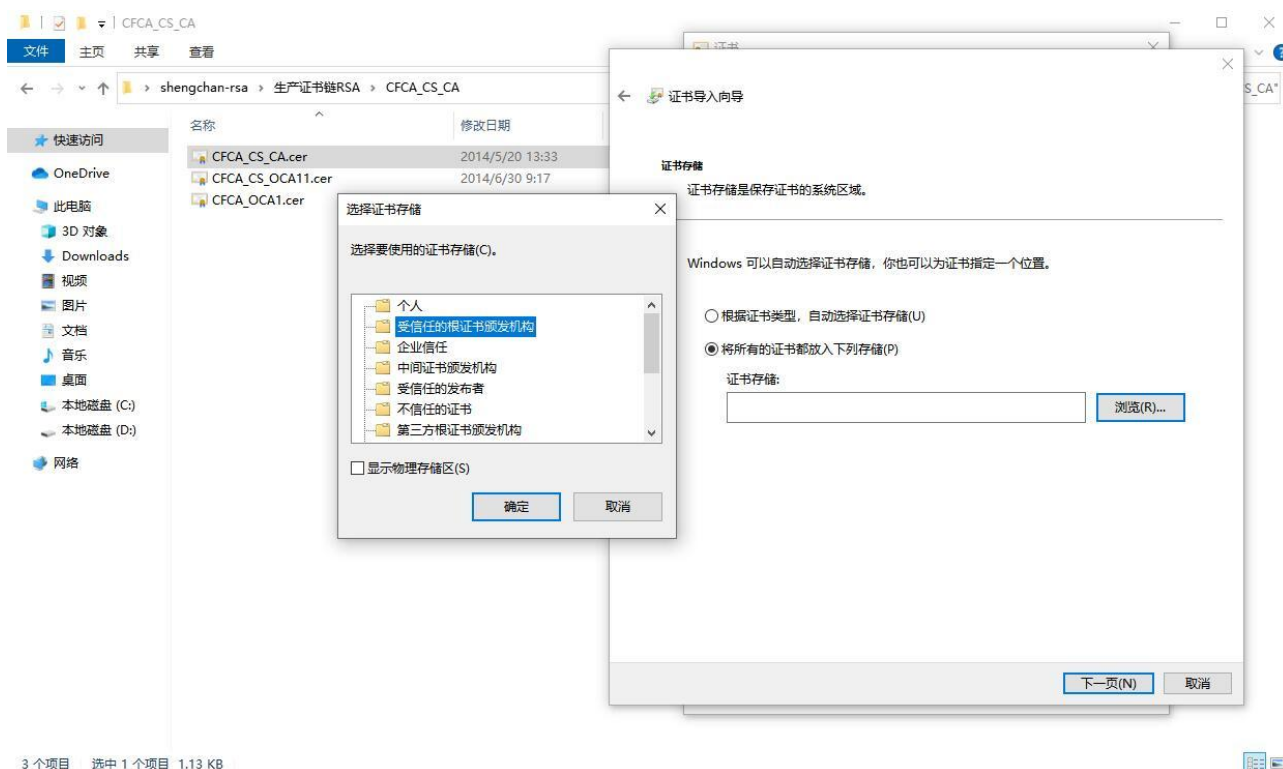 CFCA_CS_CA
文件 主页 共享 查看
shengchan-rsa > 生产证书链RSA > CFCA_CS_CA
S_CA"
名称 修改日期
快速访问
OneDrive
此电脑
3D 对象
Downloads
视频
图片
文档
音乐
桌面
本地磁盘 (C:)
本地磁盘 (D:)
网络
CFCA_CS_CA.cer 2014/5/20 13:33
CFCA_CS_OCA11.cer 2014/6/30 9:17
CFCA_OCA1.cer
选择证书存储
选择要使用的证书存储(C)。
个人
受信任的根证书颁发机构
企业信任
中间证书颁发机构
受信任的发布者
不信任的证书
第三方根证书颁发机构
显示物理存储区(S)
确定 取消
证书
证书导入向导
证书存储
证书存储是保存证书的系统区域。
Windows 可以自动选择证书存储，你也可以为证书指定一个位置。
根据证书类型，自动选择证书存储(U)
将所有的证书都放入下列存储(P)
证书存储:
浏览(R)...
下一页(N) 取消
3 个项目 选中 1 个项目 1.13 KB